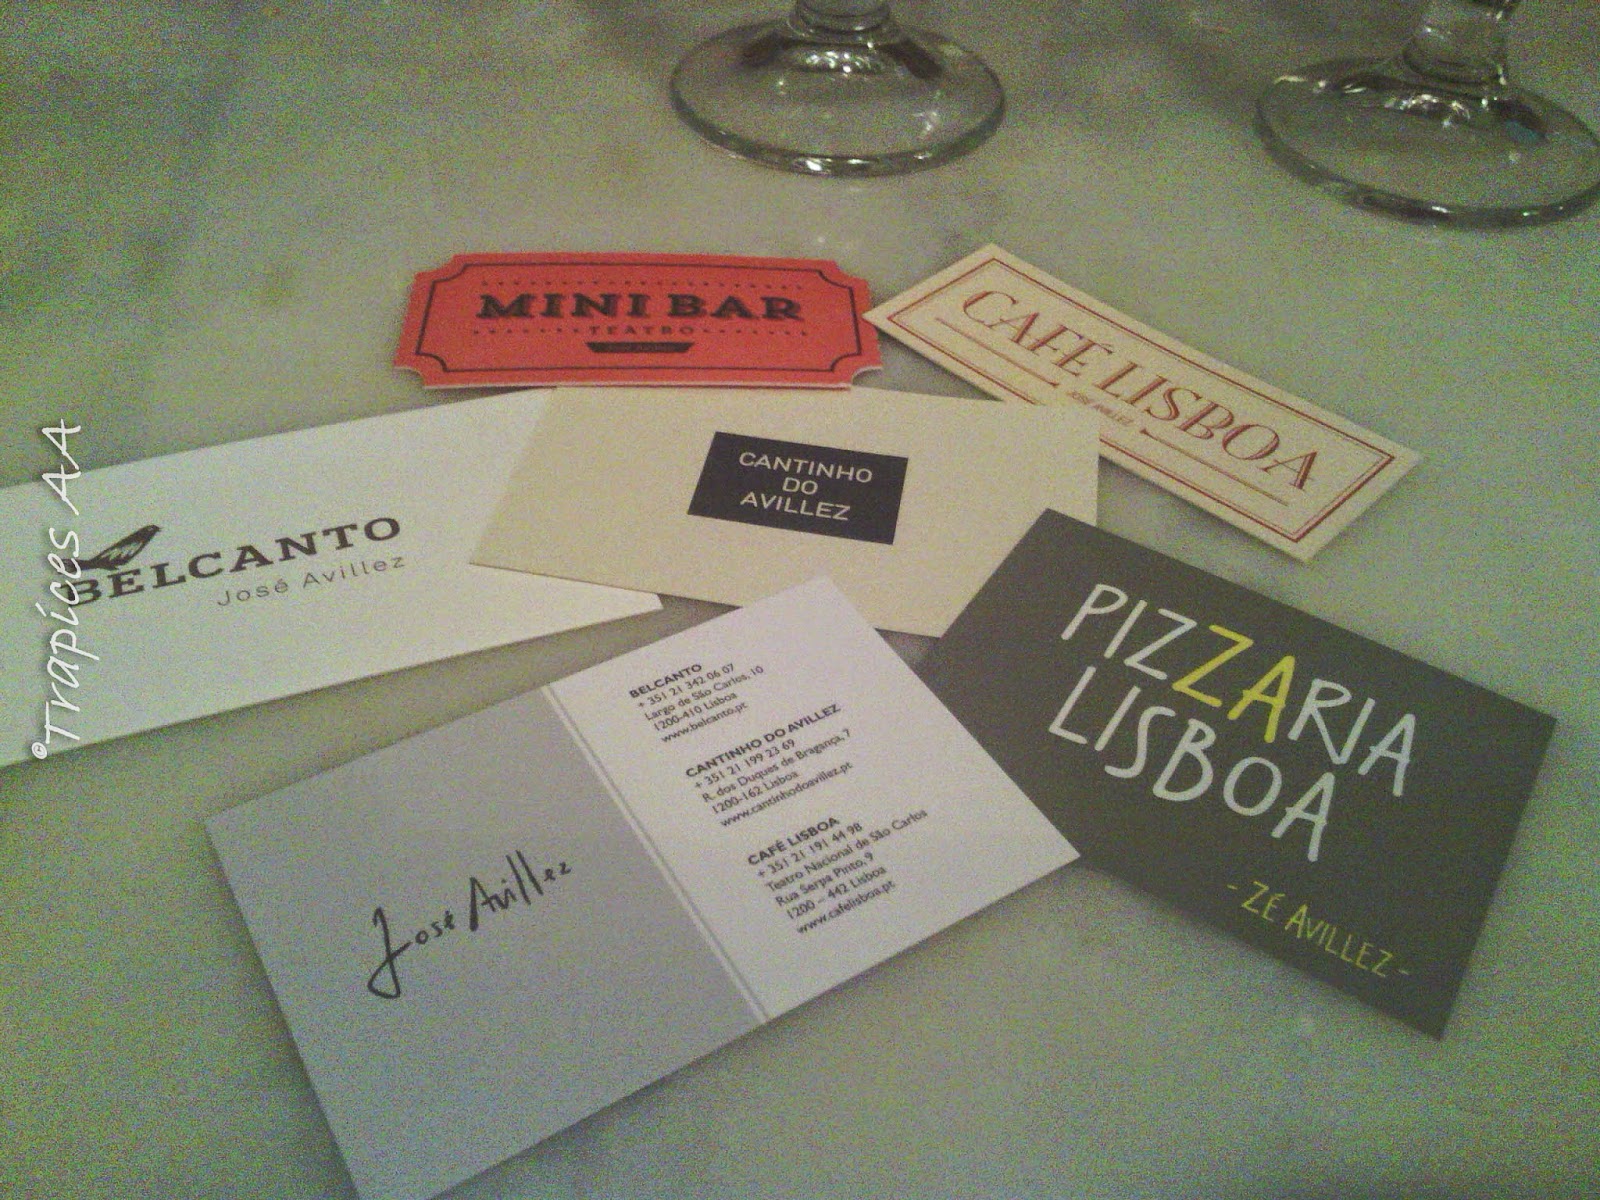 MINI BAR
TEATRO
CAFÉ LISBOA
JOSÉ AVILLEZ
CANTINHO
DO
AVILLEZ
BELCANTO
José Avillez
PIZZARIA
LISBOA
- ZÉ AVILLEZ -
José Avillez
BELCANTO
+ 351 21 342 06 07
Largo de São Carlos, 10
1200-410 Lisboa
www.belcanto.pt
CANTINHO DO AVILLEZ
+ 351 21 199 23 69
R. dos Duques de Bragança, 7
1200-162 Lisboa
www.cantinhodoavillez.pt
CAFÉ LISBOA
+ 351 21 191 44 98
Teatro Nacional de São Carlos
Rua Serpa Pinto, 9
1200 – 442 Lisboa
www.cafelisboa.pt
©Trapices AA